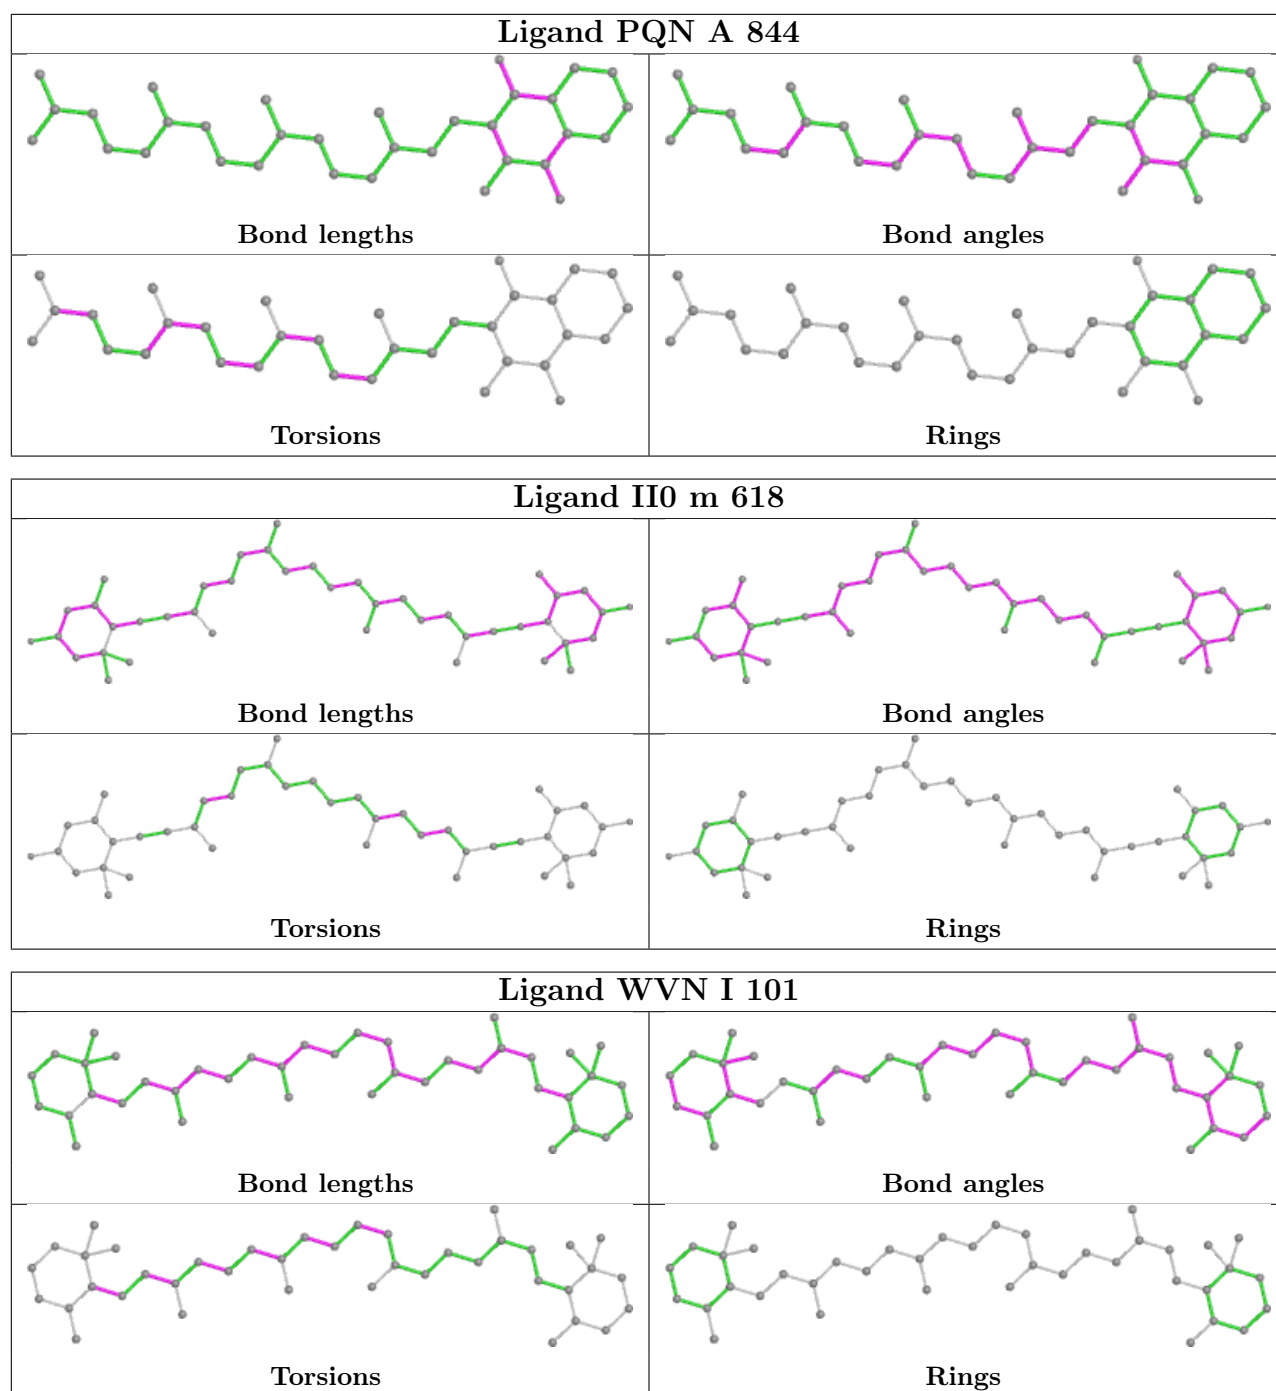 Ligand PQN A 844
Bond lengths
Bond angles
Torsions
Rings
Ligand II0 m 618
Bond lengths
Bond angles
Torsions
Rings
Ligand WVN I 101
Bond lengths
Bond angles
Torsions
Rings